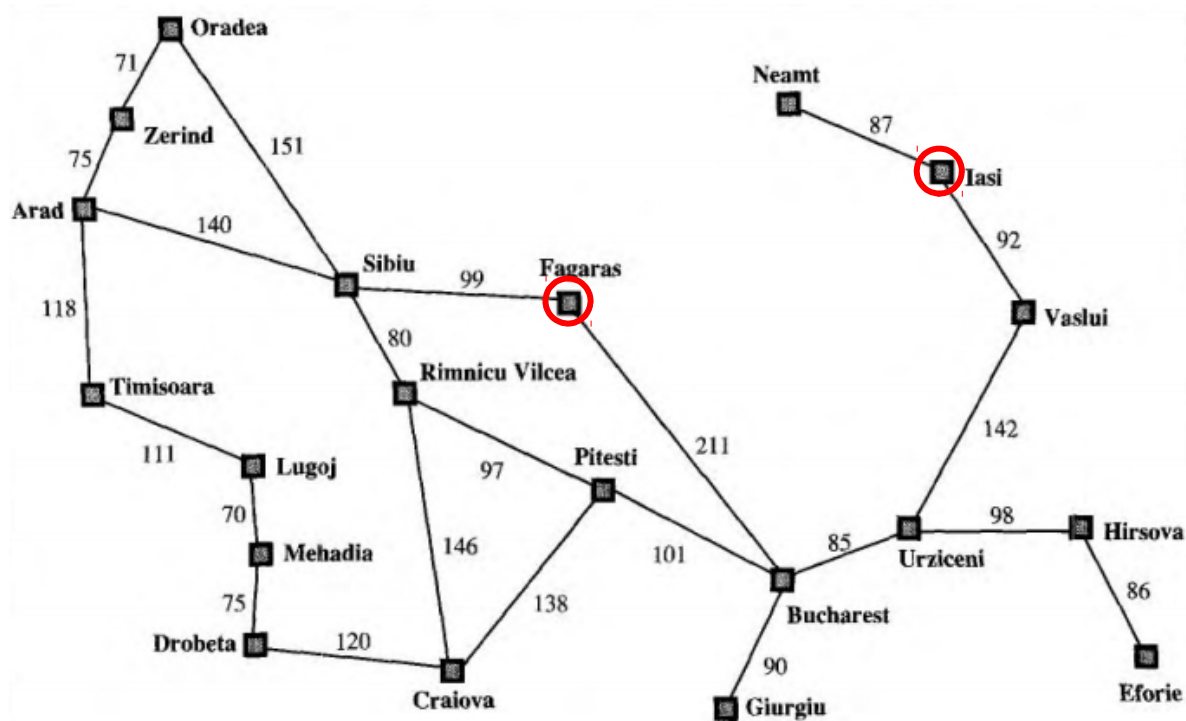 Oradea
71
Neamt
87
Zerind
151
75
Iasi
Arad
140
92
Sibiu
99
Fagaras
118
Vaslui
80
Timisoara
Rimnicu Vilcea
142
211
111
Lugoj
97
Pitesti
70
98
Hirsova
146
101
85
Urziceni
Mehadia
86
75
138
Bucharest
Drobeta
120
90
Craiova
Giurgiu
Eforie